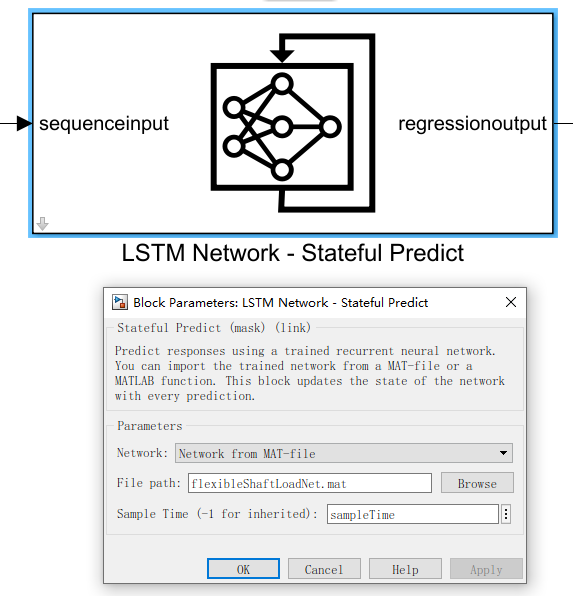 sequenceinput
regressionoutput
LSTM Network - Stateful Predict
Block Parameters: LSTM Network - Stateful Predict
Stateful Predict (mask) (link)
Predict responses using a trained recurrent neural network.
You can import the trained network from a MAT-file or a
MATLAB function. This block updates the state of the network
with every prediction.
Parameters
Network: Network from MAT-file
File path: flexibleShaftLoadNet.mat Browse
Sample Time (-1 for inherited): sampleTime
OK Cancel Help Apply